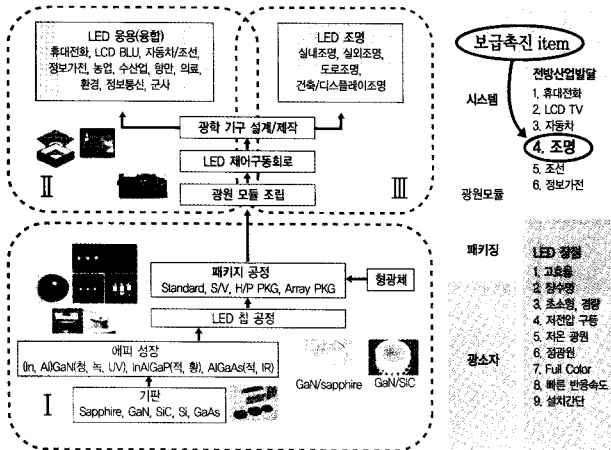 LED 응용(융합)
휴대전화, LCD BLU, 자동차/조선,
정보가전, 농업, 수산업, 항만, 의료,
환경, 정보통신, 군사
LED 조명
실내조명, 실외조명,
도로조명,
건축/디스플레이조명
광학 기구 설계/제작
LED 제어구동회로
광원 모듈 조립
II
III
패키지 공정
Standard, S/V, H/P PKG, Array PKG
형광체
LED 칩 공정
에피 성장
(In, Al)GaN(청, 녹, UV), InAlGaP(적, 황), AlGaAs(적, IR)
기판
Sapphire, GaN, SiC, Si, GaAs
I
GaN/sapphire
GaN/SiC
보급촉진 item
전방산업발달
시스템
1. 휴대전화
2. LCD TV
3. 자동차
4. 조명
5. 조선
6. 정보가전
광원모듈
패키징
광소자
LED 장점
1. 고효율
2. 장수명
3. 초소형, 경량
4. 저전압 구동
5. 저온 광원
6. 점광원
7. Full Color
8. 빠른 반응속도
9. 설치간단